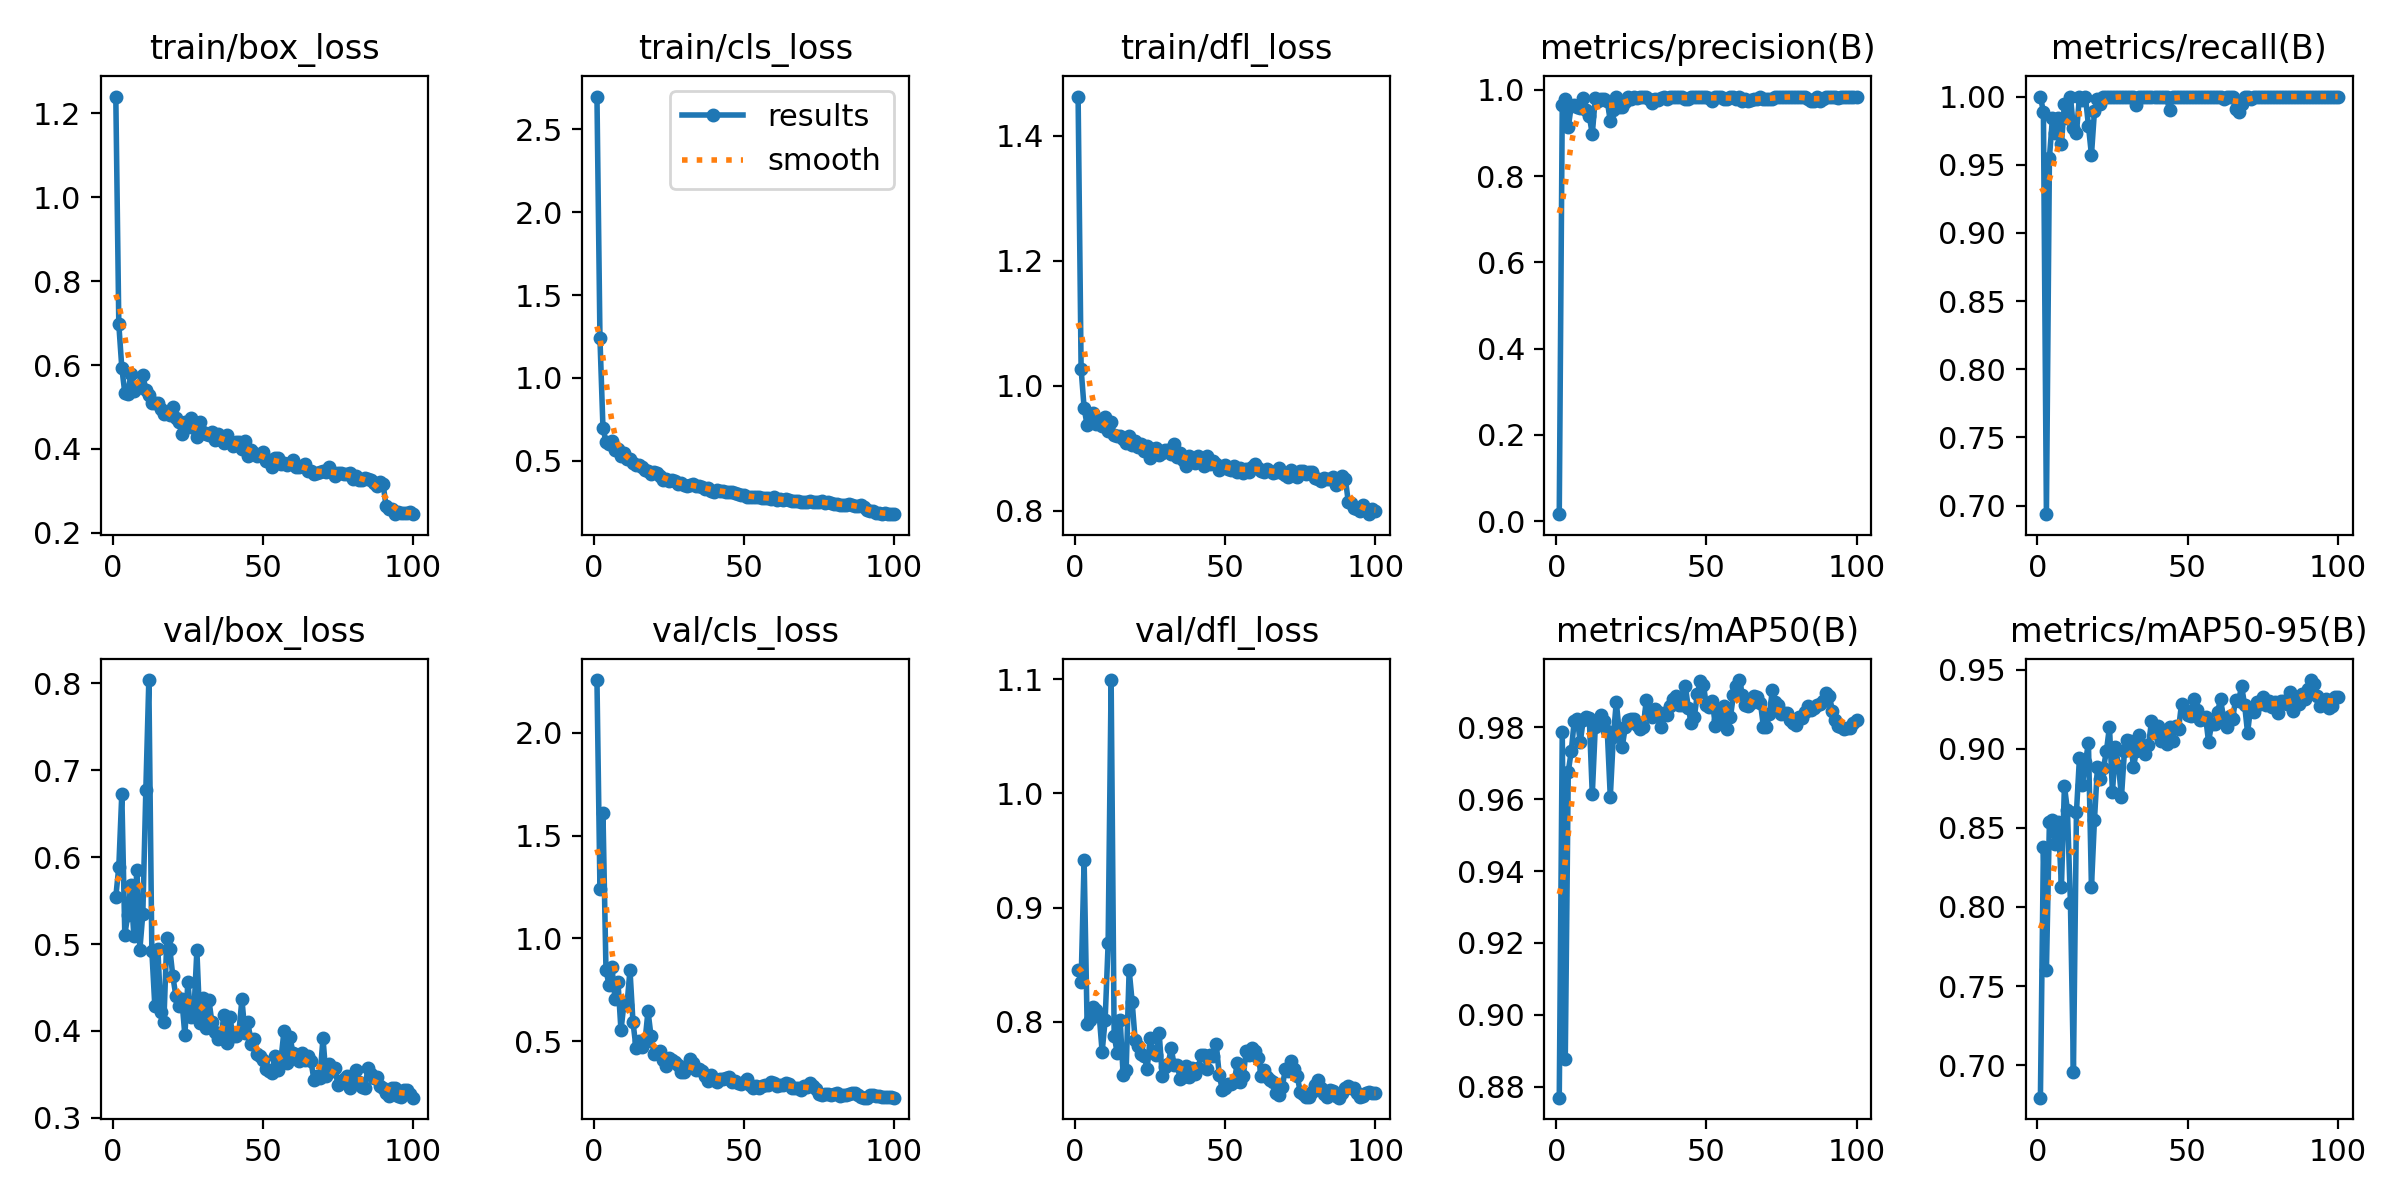 train/box_loss
1.2
1.0
0.8
0.6
0.4
0.2
0 50 100
train/cls_loss
results
smooth
2.5
2.0
1.5
1.0
0.5
0 50 100
train/dfl_loss
1.4
1.2
1.0
0.8
0 50 100
metrics/precision(B)
1.0
0.8
0.6
0.4
0.2
0.0
0 50 100
metrics/recall(B)
1.00
0.95
0.90
0.85
0.80
0.75
0.70
0 50 100
val/box_loss
0.8
0.7
0.6
0.5
0.4
0.3
0 50 100
val/cls_loss
2.0
1.5
1.0
0.5
0 50 100
val/dfl_loss
1.1
1.0
0.9
0.8
0 50 100
metrics/mAP50(B)
0.98
0.96
0.94
0.92
0.90
0.88
0 50 100
metrics/mAP50-95(B)
0.95
0.90
0.85
0.80
0.75
0.70
0 50 100